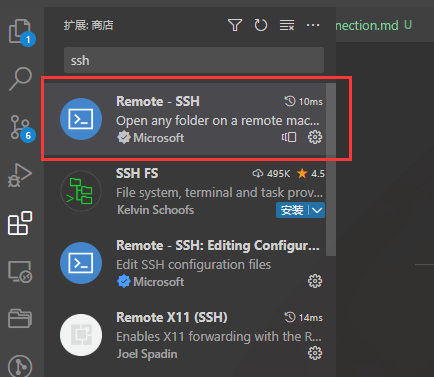 扩展: 商店
nnection.md U
1
ssh
Remote - SSH 10ms
Open any folder on a remote mac...
Microsoft
6
SSH FS 495K 4.5
File system, terminal and task prov...
Kelvin Schoofs 安装
Remote - SSH: Editing Configur...
Edit SSH configuration files
Microsoft
Remote X11 (SSH) 14ms
Enables X11 forwarding with the R...
Joel Spadin